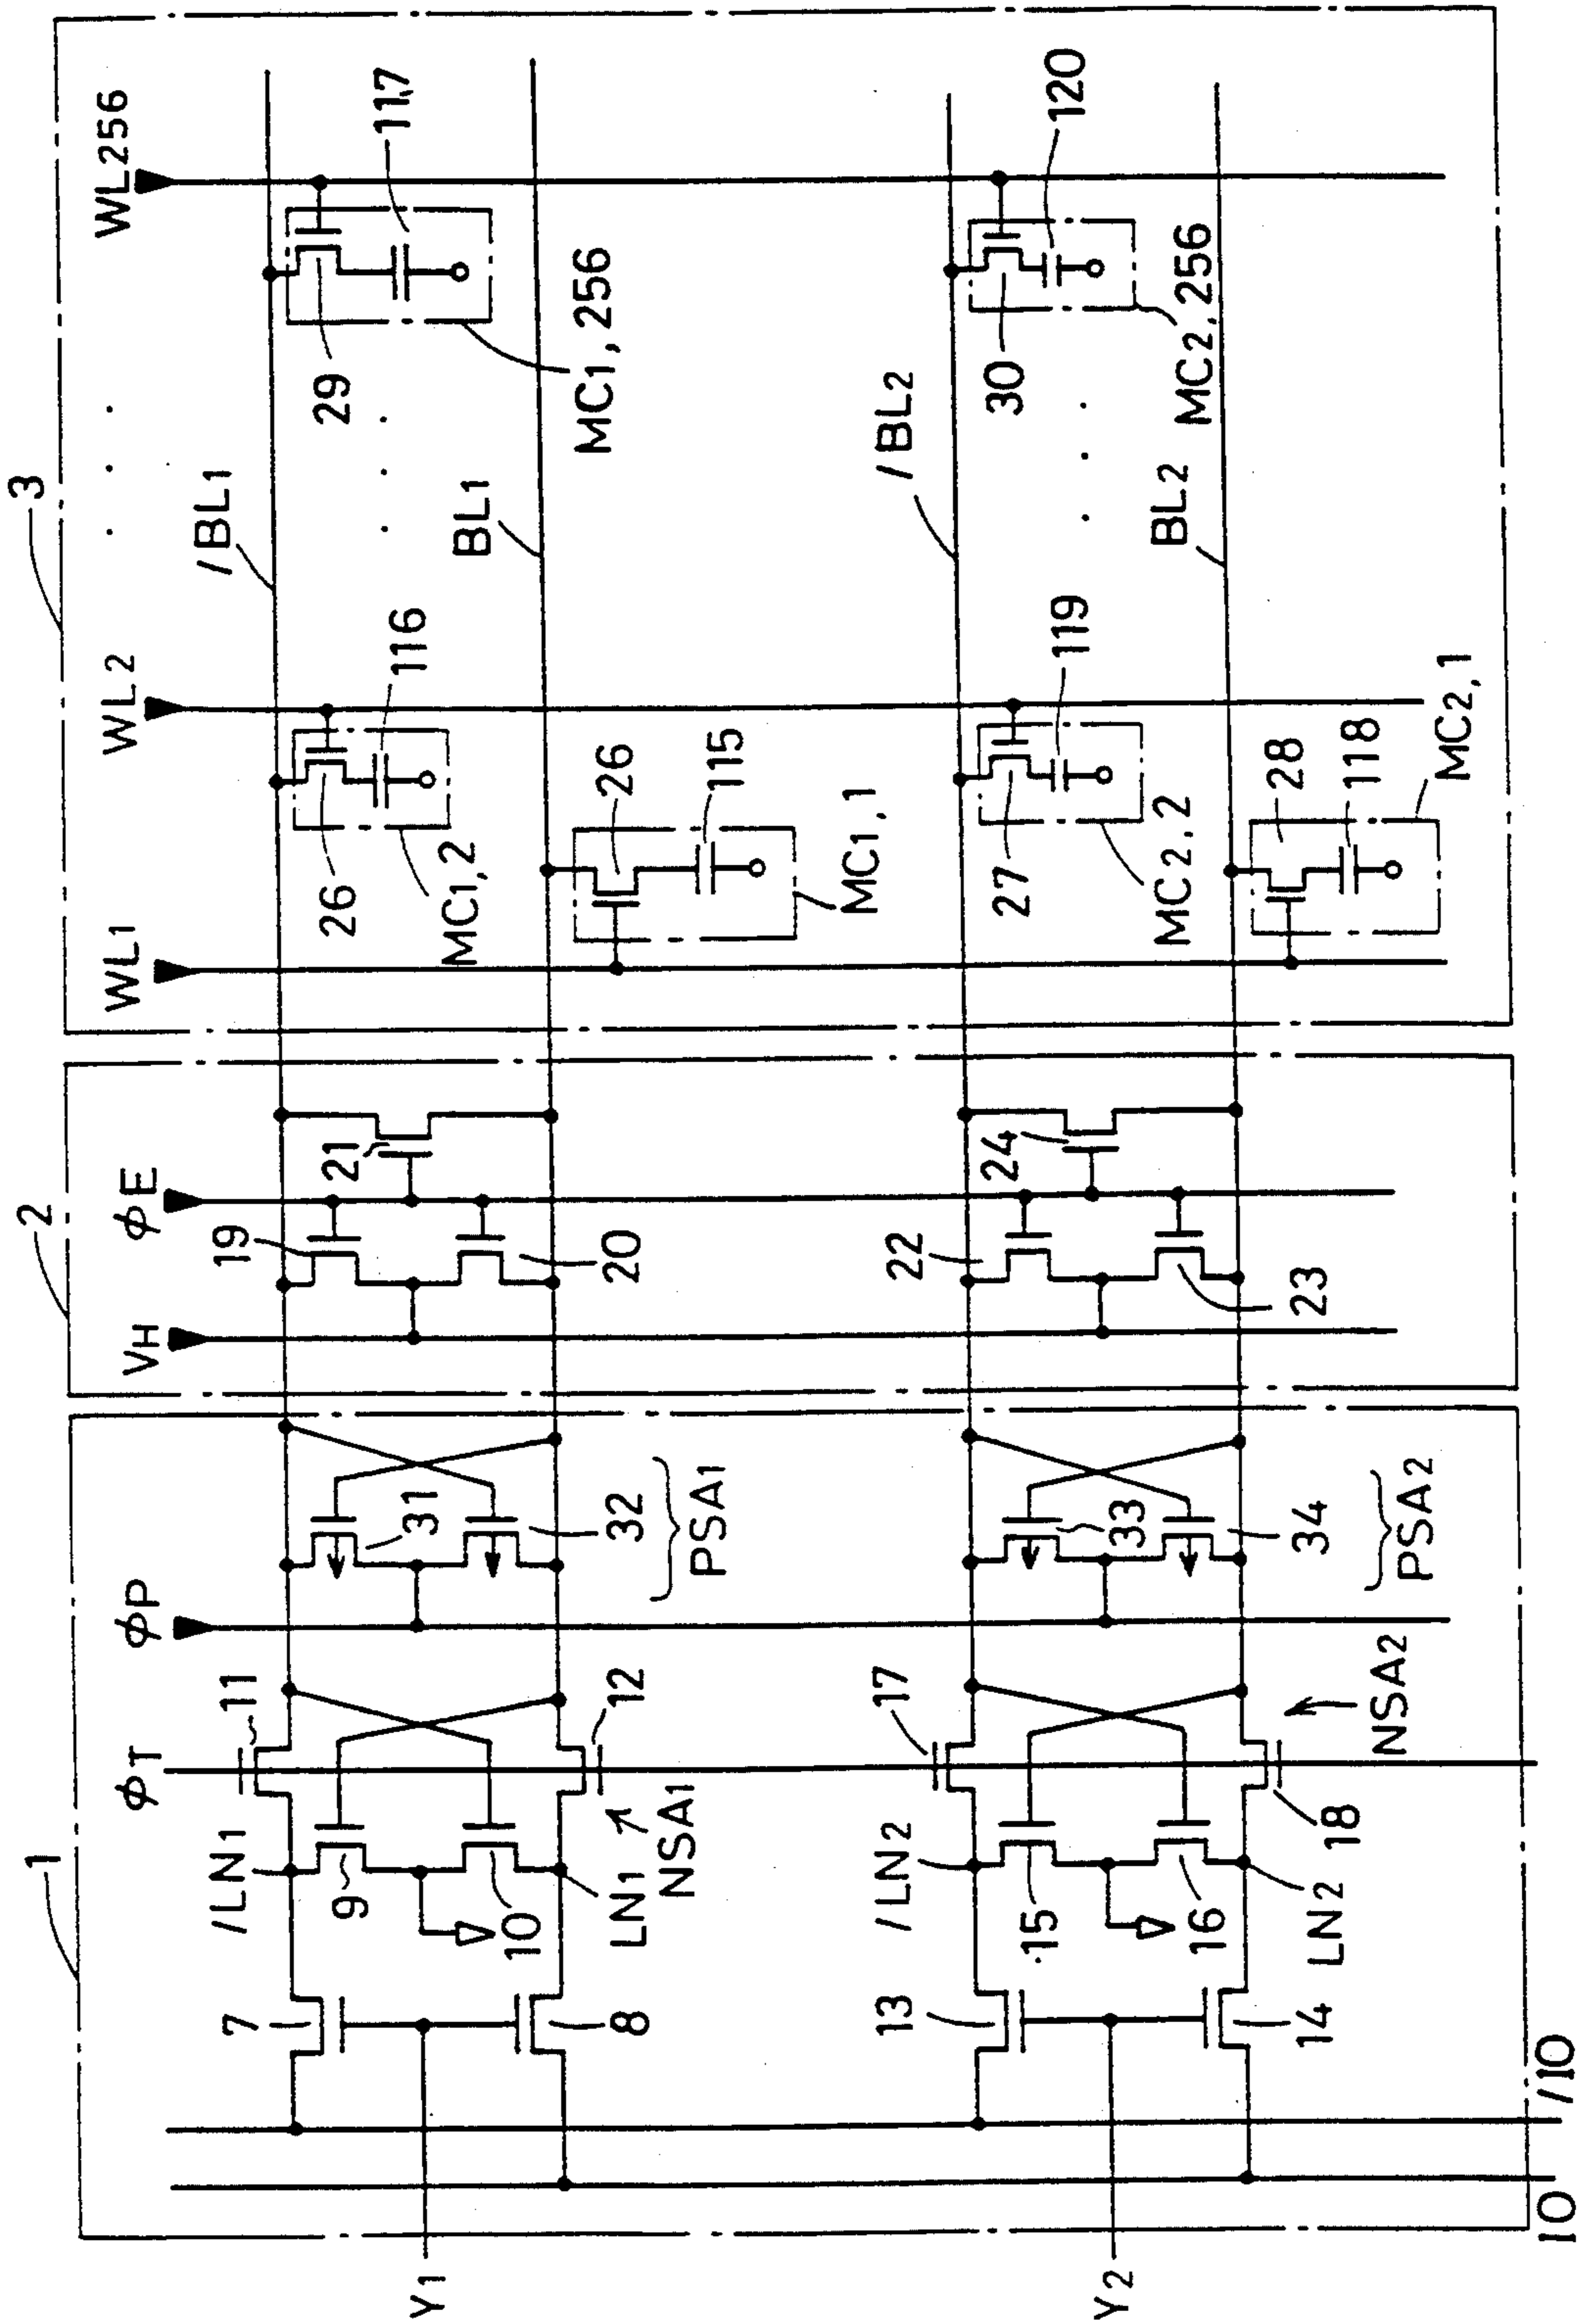 1
2
3
φT
φP
VH
φE
WL1
WL2
WL256
/LN1
11
19
21
/BL1
116
117
7
9
31
26
29
MC1,2
10
32
20
BL1
8
LN1
NSA1
12
PSA1
26
115
MC1,1
MC1,256
Y1
/LN2
17
22
24
/BL2
119
120
13
15
33
27
30
MC2,2
MC2,256
16
34
23
BL2
14
LN2
18
NSA2
PSA2
28
118
MC2,1
Y2
IO
/IO